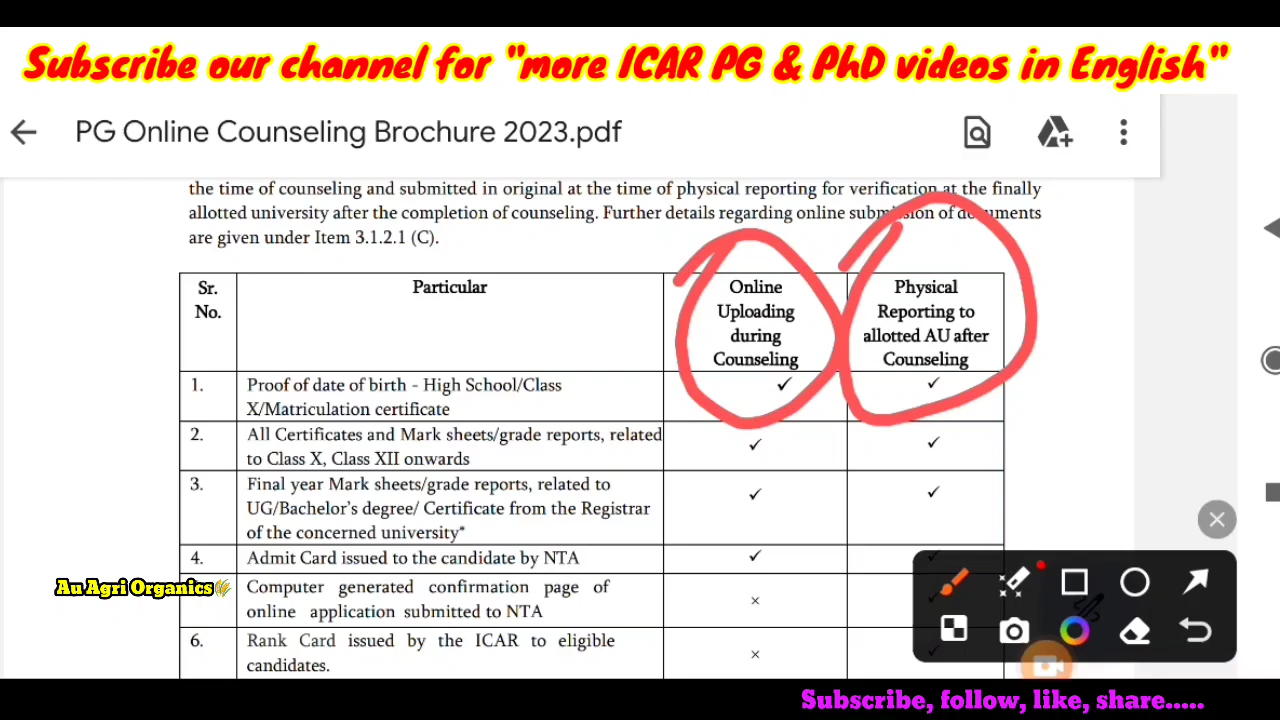 Subscribe our channel for "more ICAR PG & PhD videos in English"
PG Online Counseling Brochure 2023.pdf
the time of counseling and submitted in original at the time of physical reporting for verification at the finally
allotted university after the completion of counseling. Further details regarding online submission of documents
are given under Item 3.1.2.1 (C).
Sr.
No.
Particular
Online
Uploading
during
Counseling
Physical
Reporting to
allotted AU after
Counseling
1.
Proof of date of birth - High School/Class
X/Matriculation certificate
✓
✓
2.
All Certificates and Mark sheets/grade reports, related
to Class X, Class XII onwards
✓
✓
3.
Final year Mark sheets/grade reports, related to
UG/Bachelor's degree/ Certificate from the Registrar
of the concerned university*
✓
✓
4.
Admit Card issued to the candidate by NTA
✓
✓
Au Agri Organics
Computer generated confirmation page of
online application submitted to NTA
×
✓
6.
Rank Card issued by the ICAR to eligible
candidates.
×
✓
Subscribe, follow, like, share.....